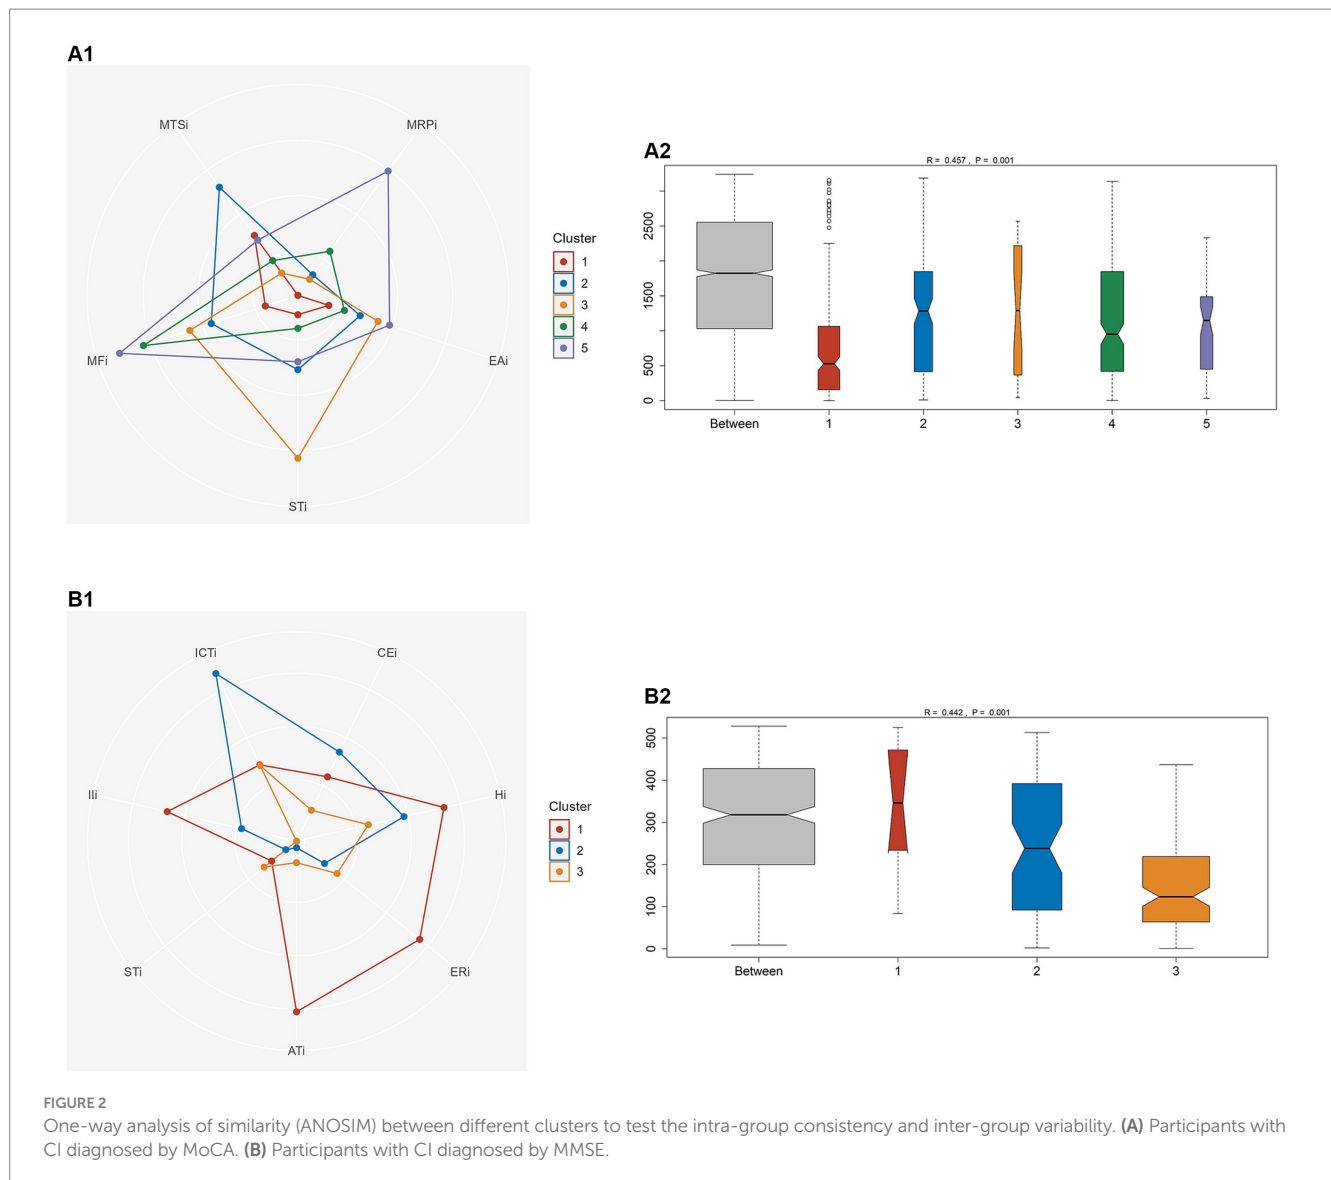 A1
MTSi
MRPi
MFi
EAi
STi
Cluster
1
2
3
4
5
A2
R = 0.457 , P = 0.001
2500
1500
500
0
Between
1
2
3
4
5
B1
ICTi
CEi
IIi
Hi
STi
ERi
ATi
Cluster
1
2
3
B2
R = 0.442 , P = 0.001
500
400
300
200
100
0
Between
1
2
3
FIGURE 2
One-way analysis of similarity (ANOSIM) between different clusters to test the intra-group consistency and inter-group variability. (A) Participants with
CI diagnosed by MoCA. (B) Participants with CI diagnosed by MMSE.